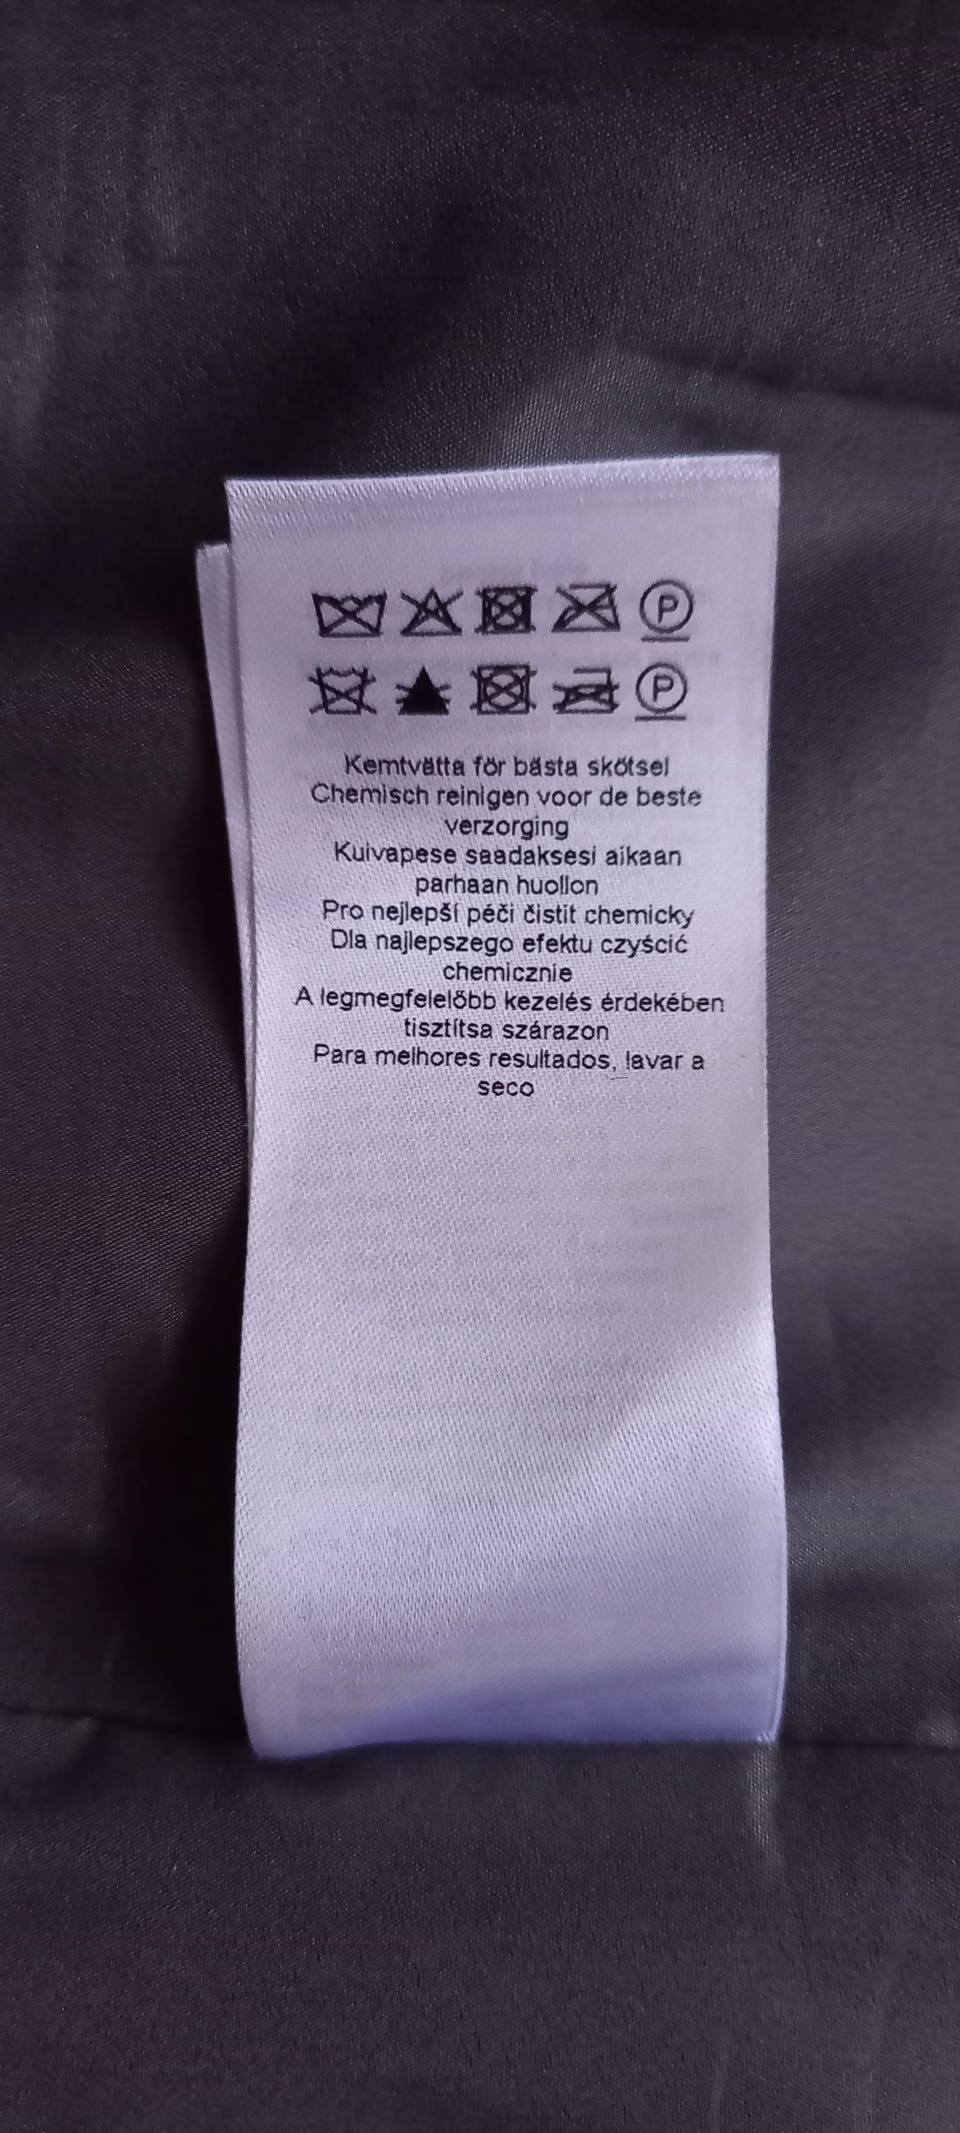 P
P
Kemtvätta för bästa skötsel
Chemisch reinigen voor de beste
verzorging
Kuivapese saadaksesi aikaan
parhaan huollon
Pro nejlepší péči čistit chemicky
Dla najlepszego efektu czyścić
chemicznie
A legmegfelelőbb kezelés érdekében
tisztítsa szárazon
Para melhores resultados, lavar a
seco